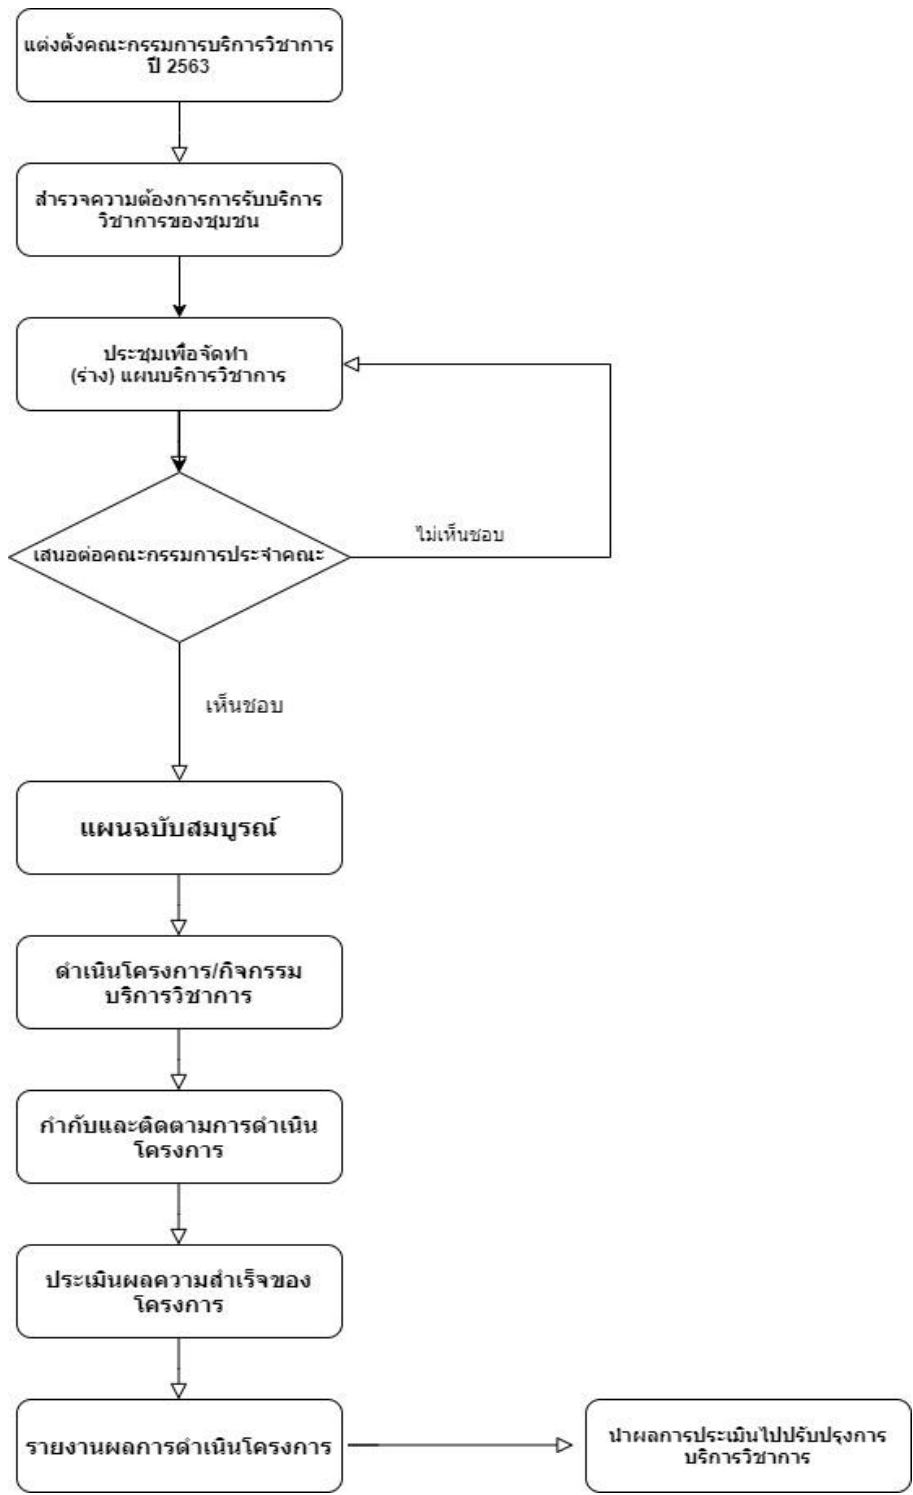 แต่งตั้งคณะกรรมการบริการวิชาการ
ปี 2563
สำรวจความต้องการการรับบริการ
วิชาการของชุมชน
ประชุมเพื่อจัดทำ
(ร่าง) แผนบริการวิชาการ
เสนอต่อคณะกรรมการประจำคณะ
ไม่เห็นชอบ
เห็นชอบ
แผนฉบับสมบูรณ์
ดำเนินโครงการ/กิจกรรม
บริการวิชาการ
กำกับและติดตามการดำเนิน
โครงการ
ประเมินผลความสำเร็จของ
โครงการ
รายงานผลการดำเนินโครงการ
นำผลการประเมินไปปรับปรุงการ
บริการวิชาการ